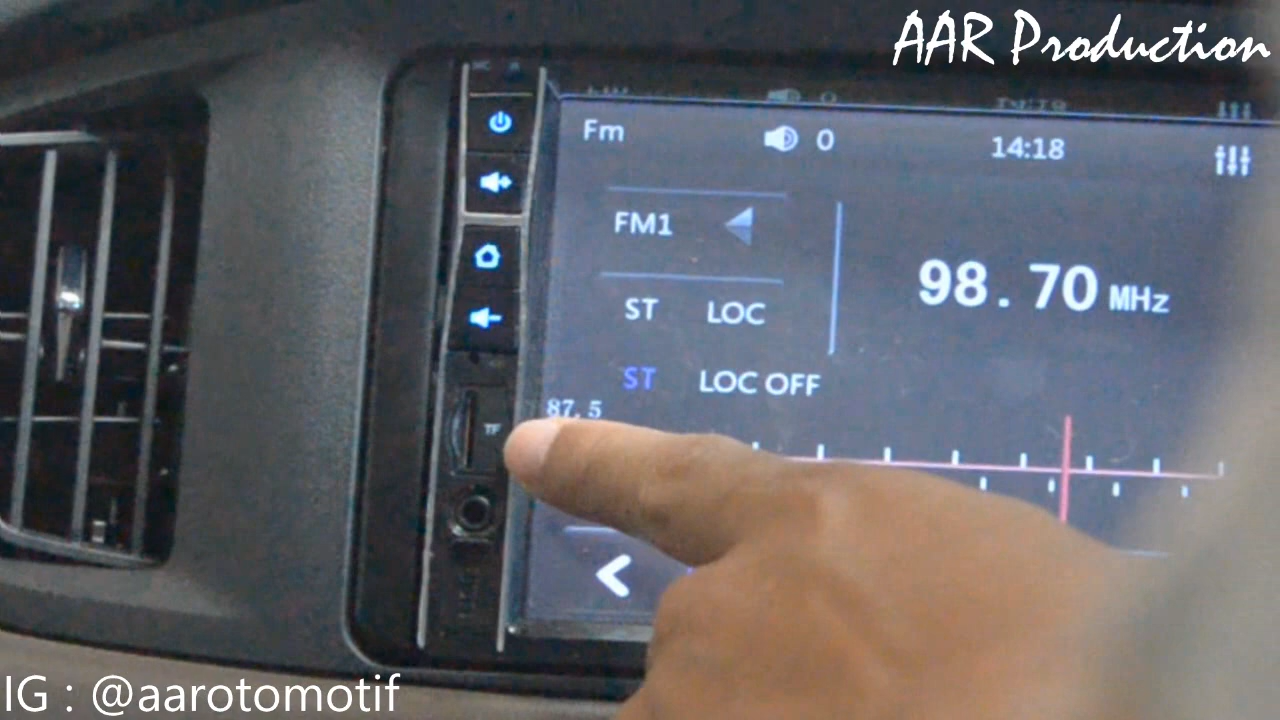 AAR Production
Fm 0 14:18
FM1
98.70 MHz
ST LOC
ST LOC OFF
87.5
TF
IG : @aarotomotif